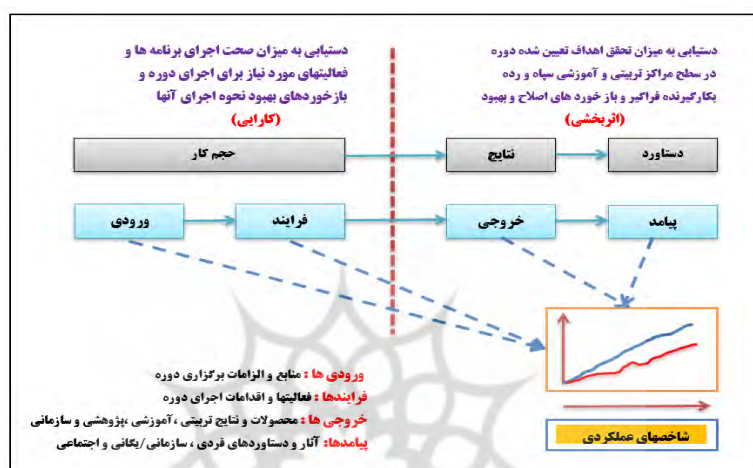 دستیابی به میزان صحت اجرای برنامه ها و
فعالیتهای مورد نیاز برای اجرای دوره و
بازخوردهای بهبود نحوه اجرای آنها
(کارایی)
دستیابی به میزان تحقق اهداف تعیین شده دوره
در سطح مراکز تربیتی و آموزشی سپاه و رده
بکارگیرنده فراگیر و باز خورد های اصلاح و بهبود
(اثربخشی)
حجم کار
نتایج
دستاورد
ورودی
فرایند
خروجی
پیامد
ورودی ها : منابع و الزامات برگزاری دوره
فرایندها : فعالیتها و اقدامات اجرای دوره
خروجی ها : محصولات و نتایج تربیتی ، آموزشی ،پژوهشی و سازمانی
پیامدها: آثار و دستاوردهای فردی ، سازمانی/یگانی و اجتماعی
شاخصهای عملکردی